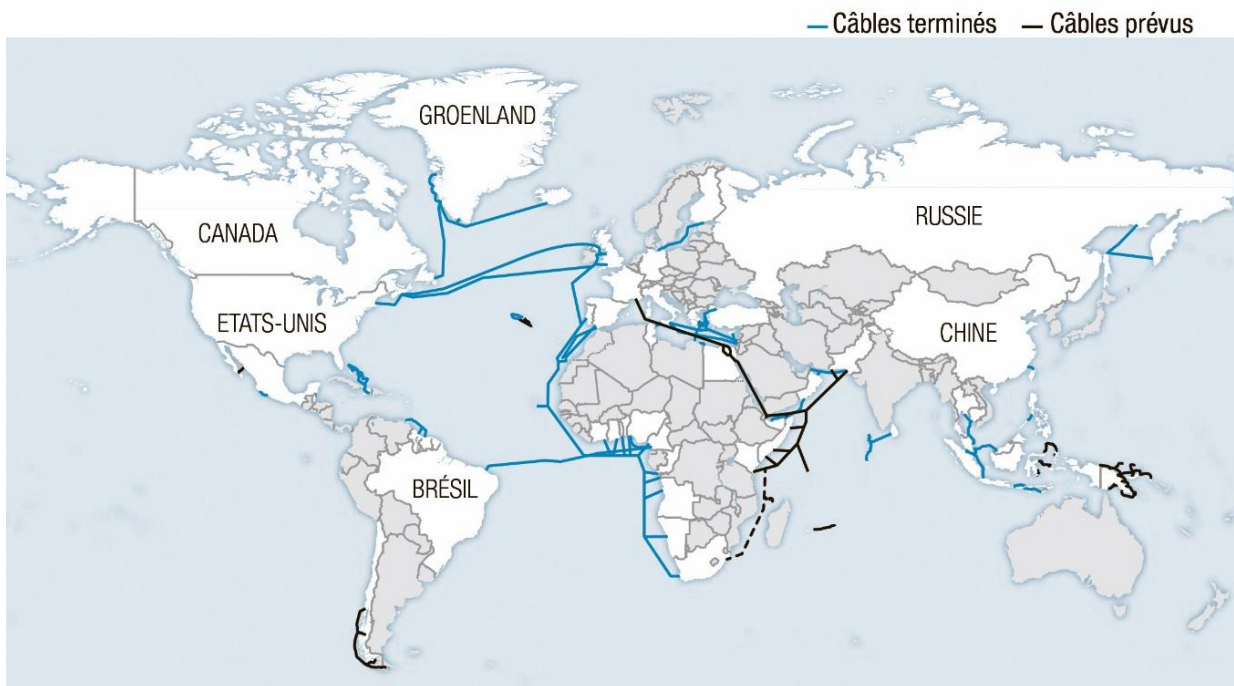 Câbles terminés
Câbles prévus
GROENLAND
CANADA
RUSSIE
ETATS-UNIS
CHINE
BRÉSIL